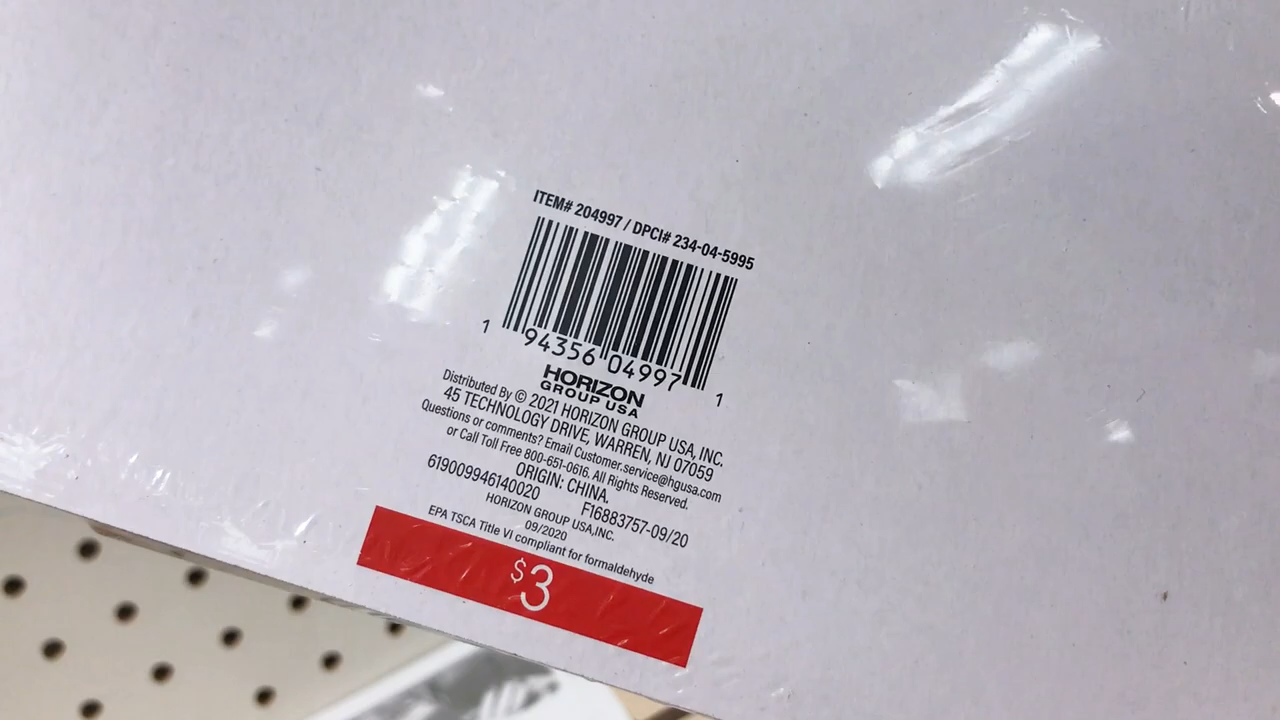 ITEM# 204997 / DPCI# 234-04-5995
1 94356 04997 1
HORIZON
GROUP USA
Distributed By © 2021 HORIZON GROUP USA, INC.
45 TECHNOLOGY DRIVE, WARREN, NJ 07059
Questions or comments? Email Customer.service@hgusa.com
or Call Toll Free 800-651-0616. All Rights Reserved.
ORIGIN: CHINA.
619009946140020 F16883757-09/20
HORIZON GROUP USA,INC.
09/2020
EPA TSCA Title VI compliant for formaldehyde
$3